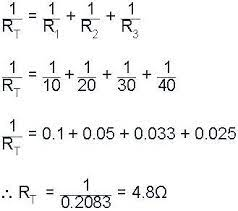 1/R_T = 1/R_1 + 1/R_2 + 1/R_3
1/R_T = 1/10 + 1/20 + 1/30 + 1/40
1/R_T = 0.1 + 0.05 + 0.033 + 0.025
∴ R_T = 1/0.2083 = 4.8Ω